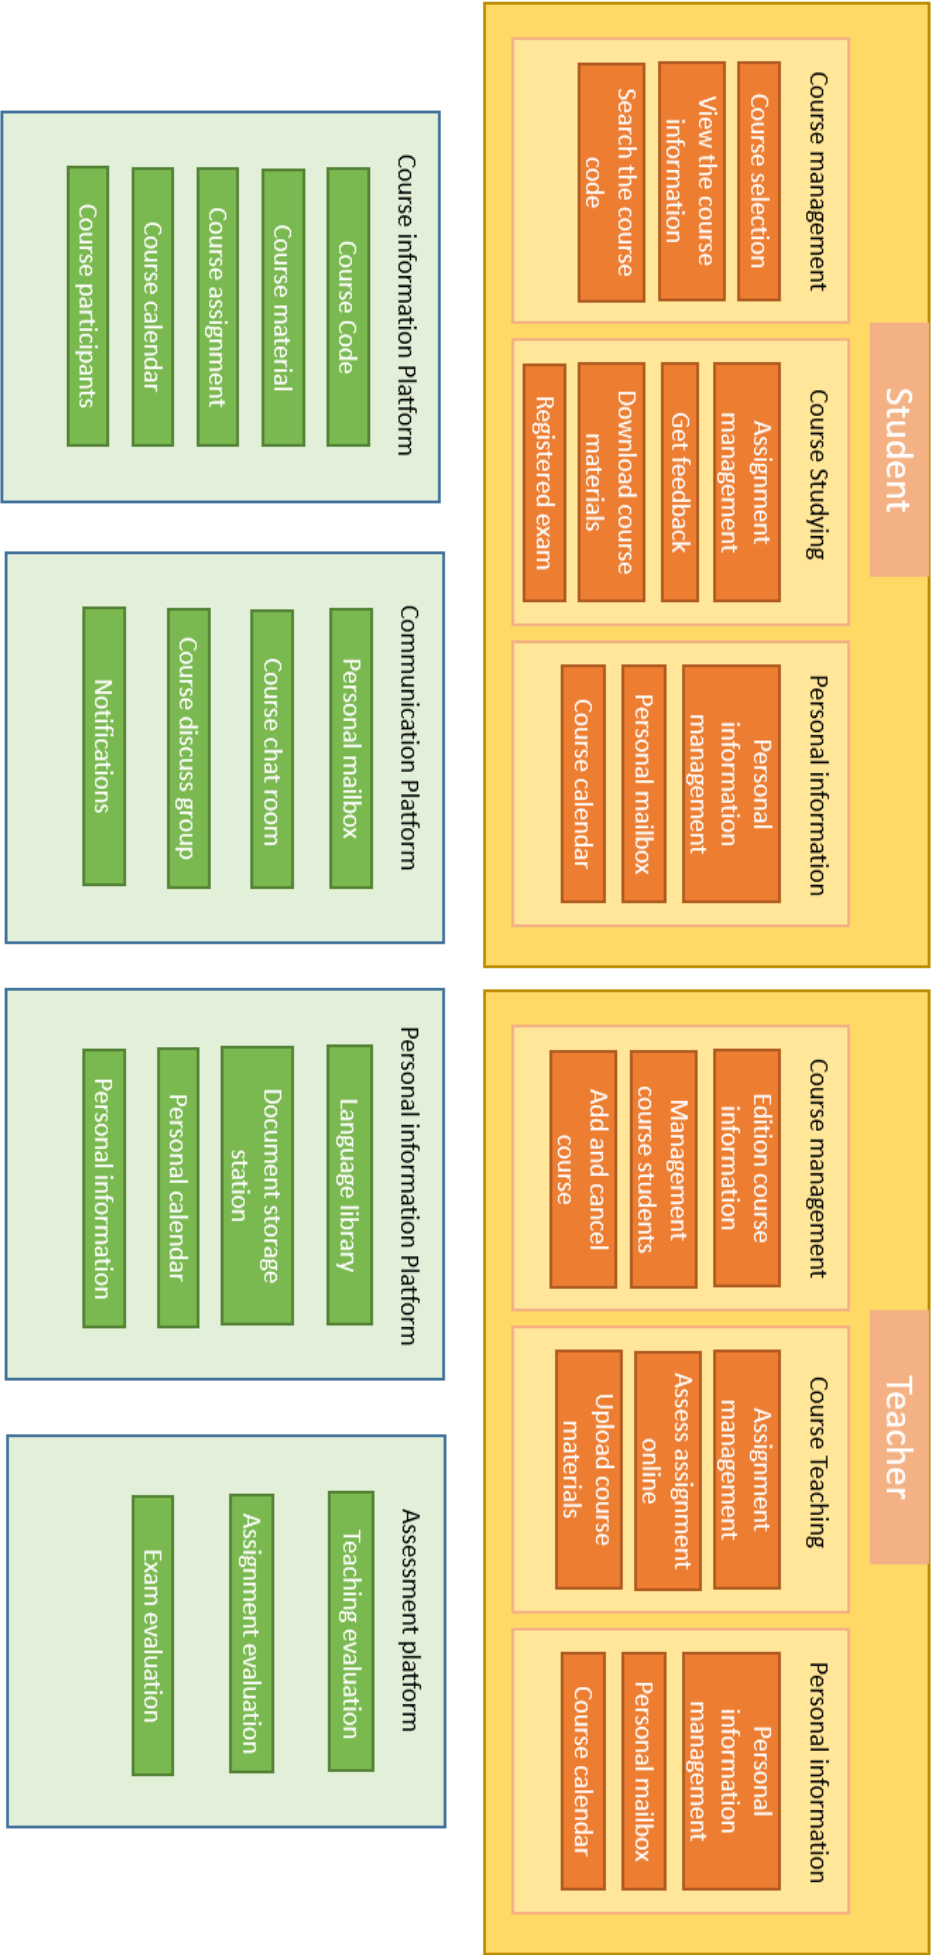 Student
Course management
Course selection
View the course
information
Search the course
code
Course Studying
Assignment
management
Get feedback
Download course
materials
Registered exam
Personal information
Personal
information
management
Personal mailbox
Course calendar
Teacher
Course management
Edition course
information
Management
course students
Add and cancel
course
Course Teaching
Assignment
management
Assess assignment
online
Upload course
materials
Personal information
Personal
information
management
Personal mailbox
Course calendar
Course information Platform
Course Code
Course material
Course assignment
Course calendar
Course participants
Communication Platform
Personal mailbox
Course chat room
Course discuss group
Notifications
Personal information Platform
Language library
Document storage
station
Personal calendar
Personal information
Assessment platform
Teaching evaluation
Assignment evaluation
Exam evaluation